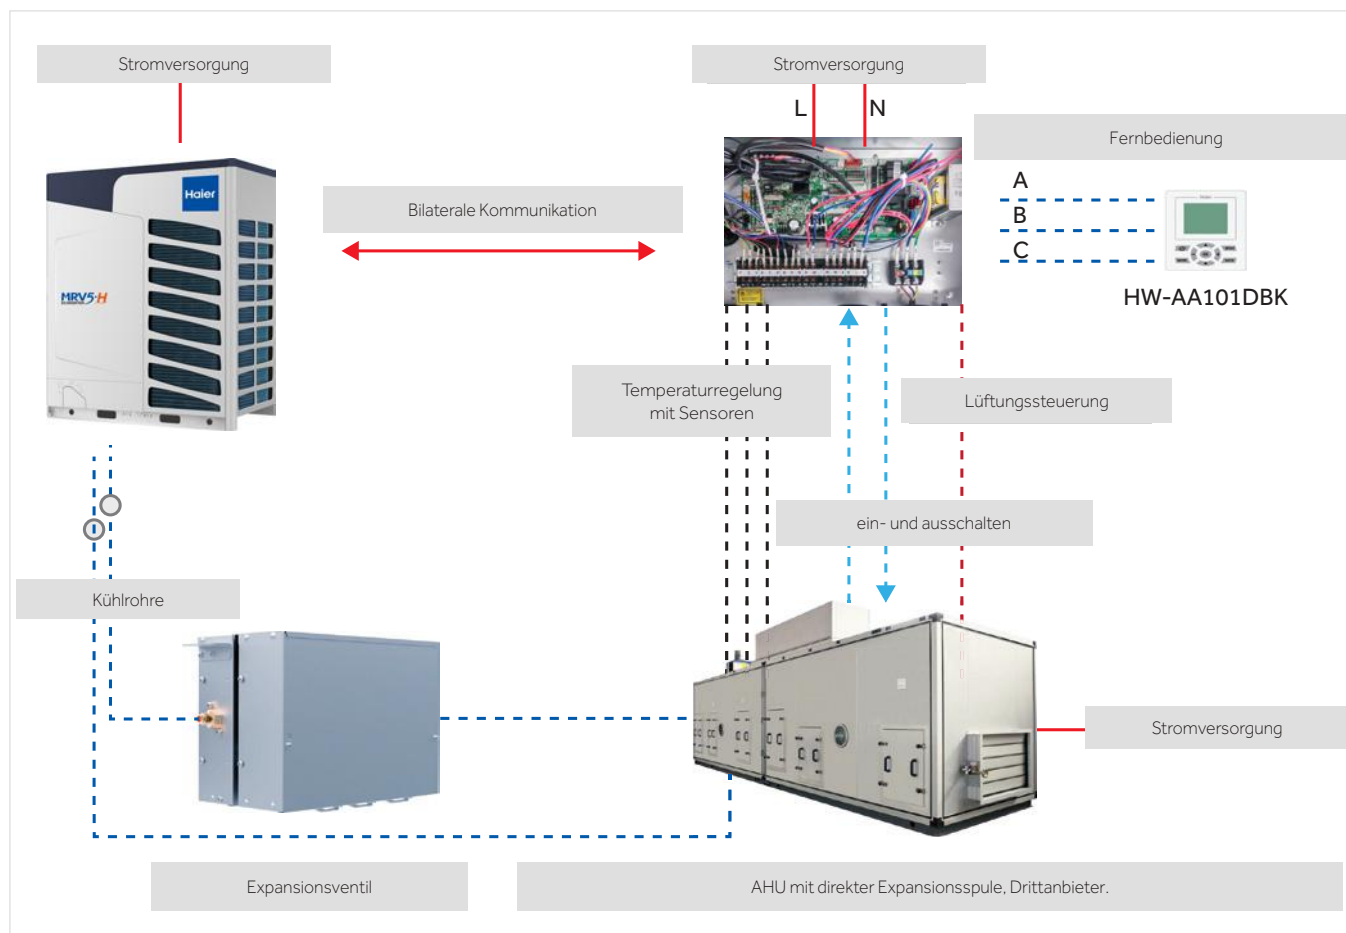 Stromversorgung
Stromversorgung
L
N
Fernbedienung
Haier
A
Bilaterale Kommunikation
B
C
MRV5-H
HW-AA101DBK
Temperaturregelung
mit Sensoren
Lüftungssteuerung
ein- und ausschalten
Kühlrohre
Stromversorgung
Expansionsventil
AHU mit direkter Expansionsspule, Drittanbieter.